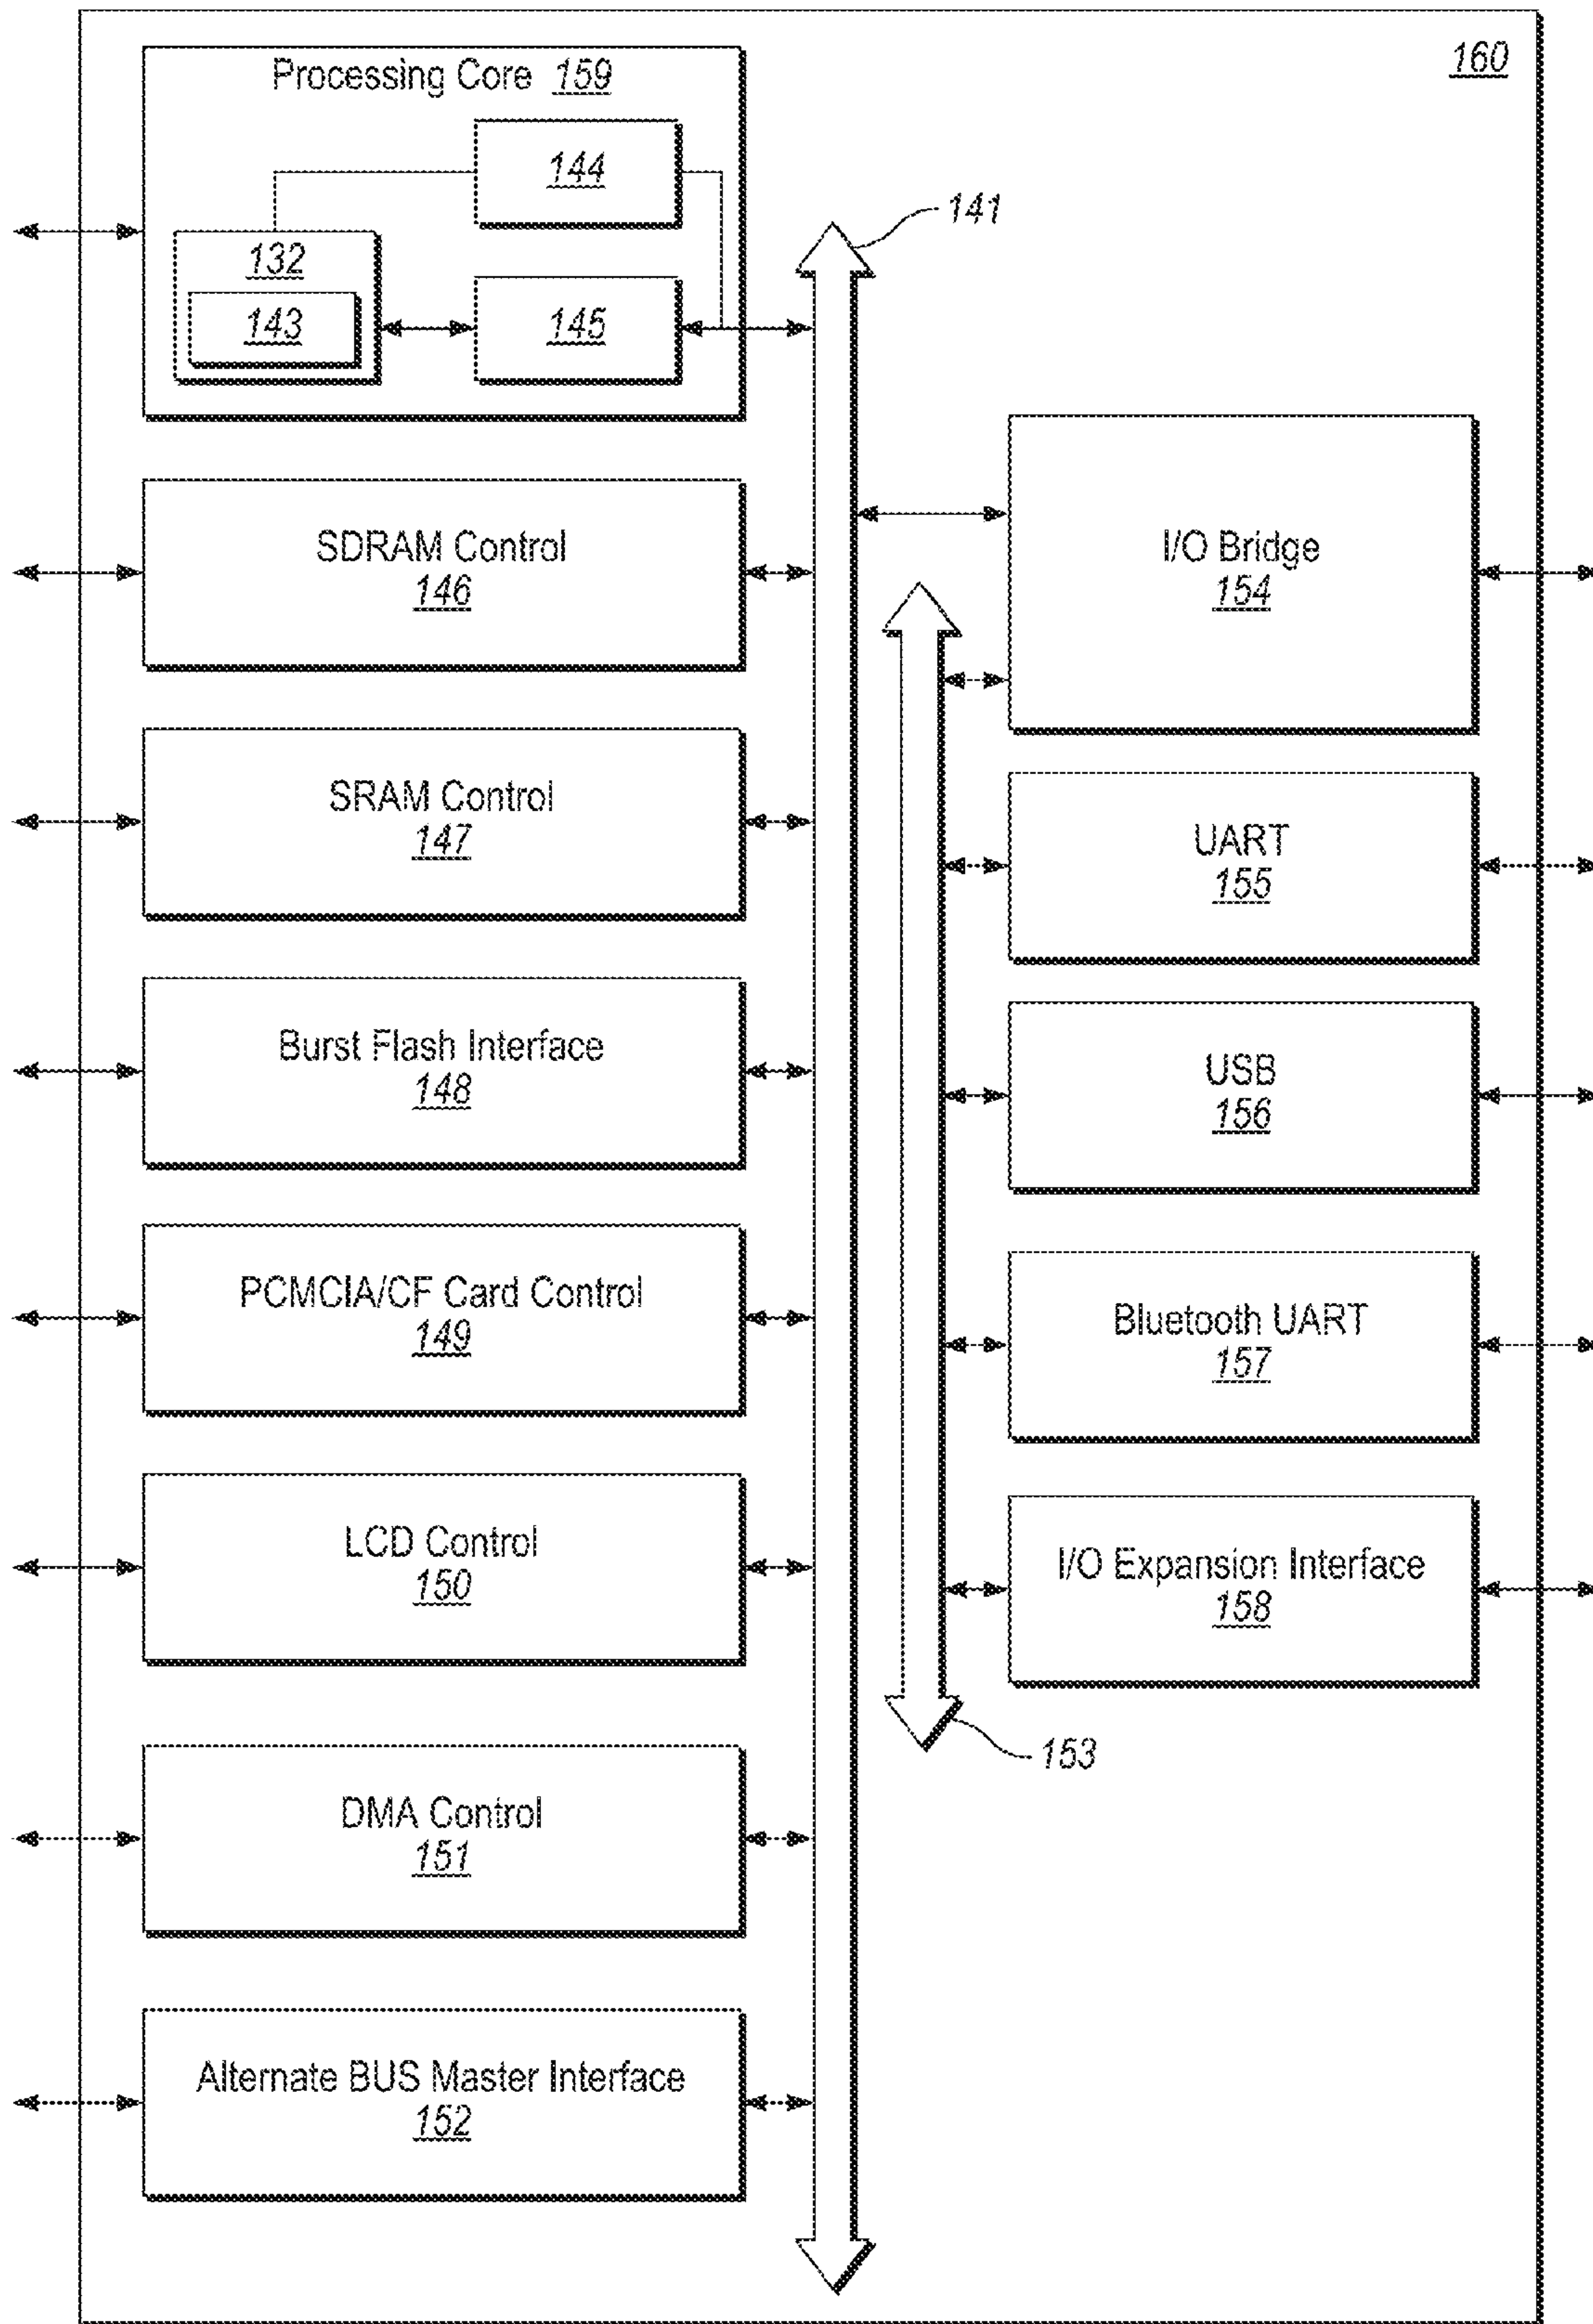 160
Processing Core 159
144
132
143
145
141
SDRAM Control
146
SRAM Control
147
Burst Flash Interface
148
PCMCIA/CF Card Control
149
LCD Control
150
DMA Control
151
Alternate BUS Master Interface
152
I/O Bridge
154
UART
155
USB
156
Bluetooth UART
157
I/O Expansion Interface
158
153